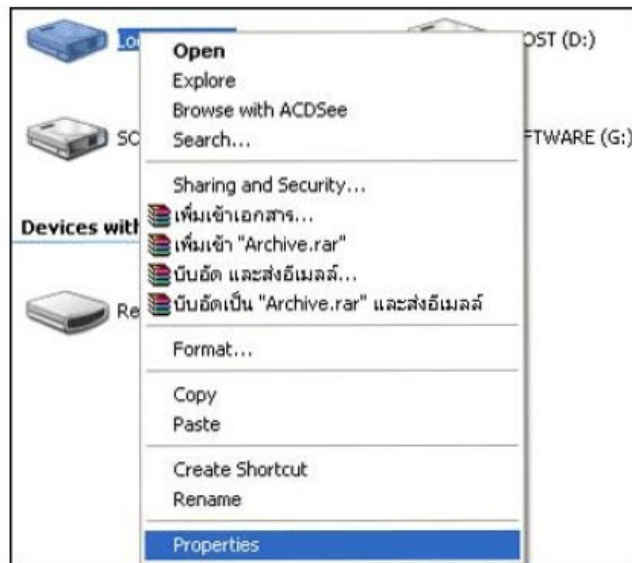 OST (D:)
Open
Explore
Browse with ACDSee
Search...
FTWARE (G:)
Sharing and Security...
เพิ่มเข้าเอกสาร...
Devices with
เพิ่มเข้า "Archive.rar"
บีบอัด และส่งอีเมลล์...
บีบอัดเป็น "Archive.rar" และส่งอีเมลล์
Format...
Copy
Paste
Create Shortcut
Rename
Properties